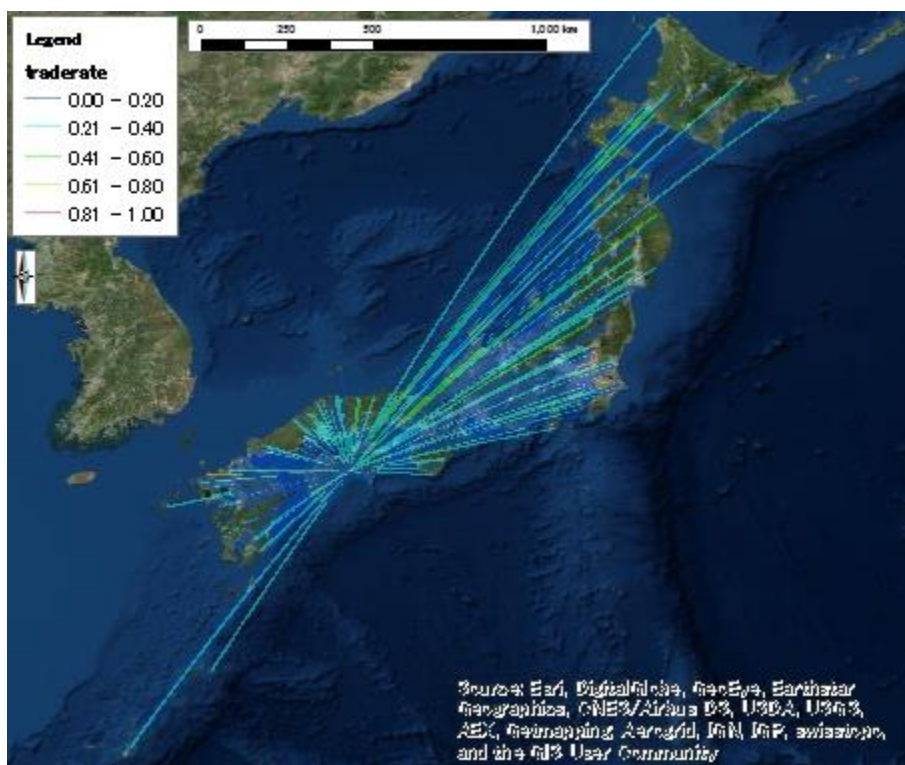 Legend
traderate
0.00 - 0.20
0.21 - 0.40
0.41 - 0.60
0.61 - 0.80
0.81 - 1.00
0 250 500 1,000 km
Source: Esri, DigitalGlobe, GeoEye, Earthstar
Geographics, CNES/Airbus DS, USDA, USGS,
AEX, Getmapping, Aerogrid, IGN, IGP, swisstopo,
and the GIS User Community